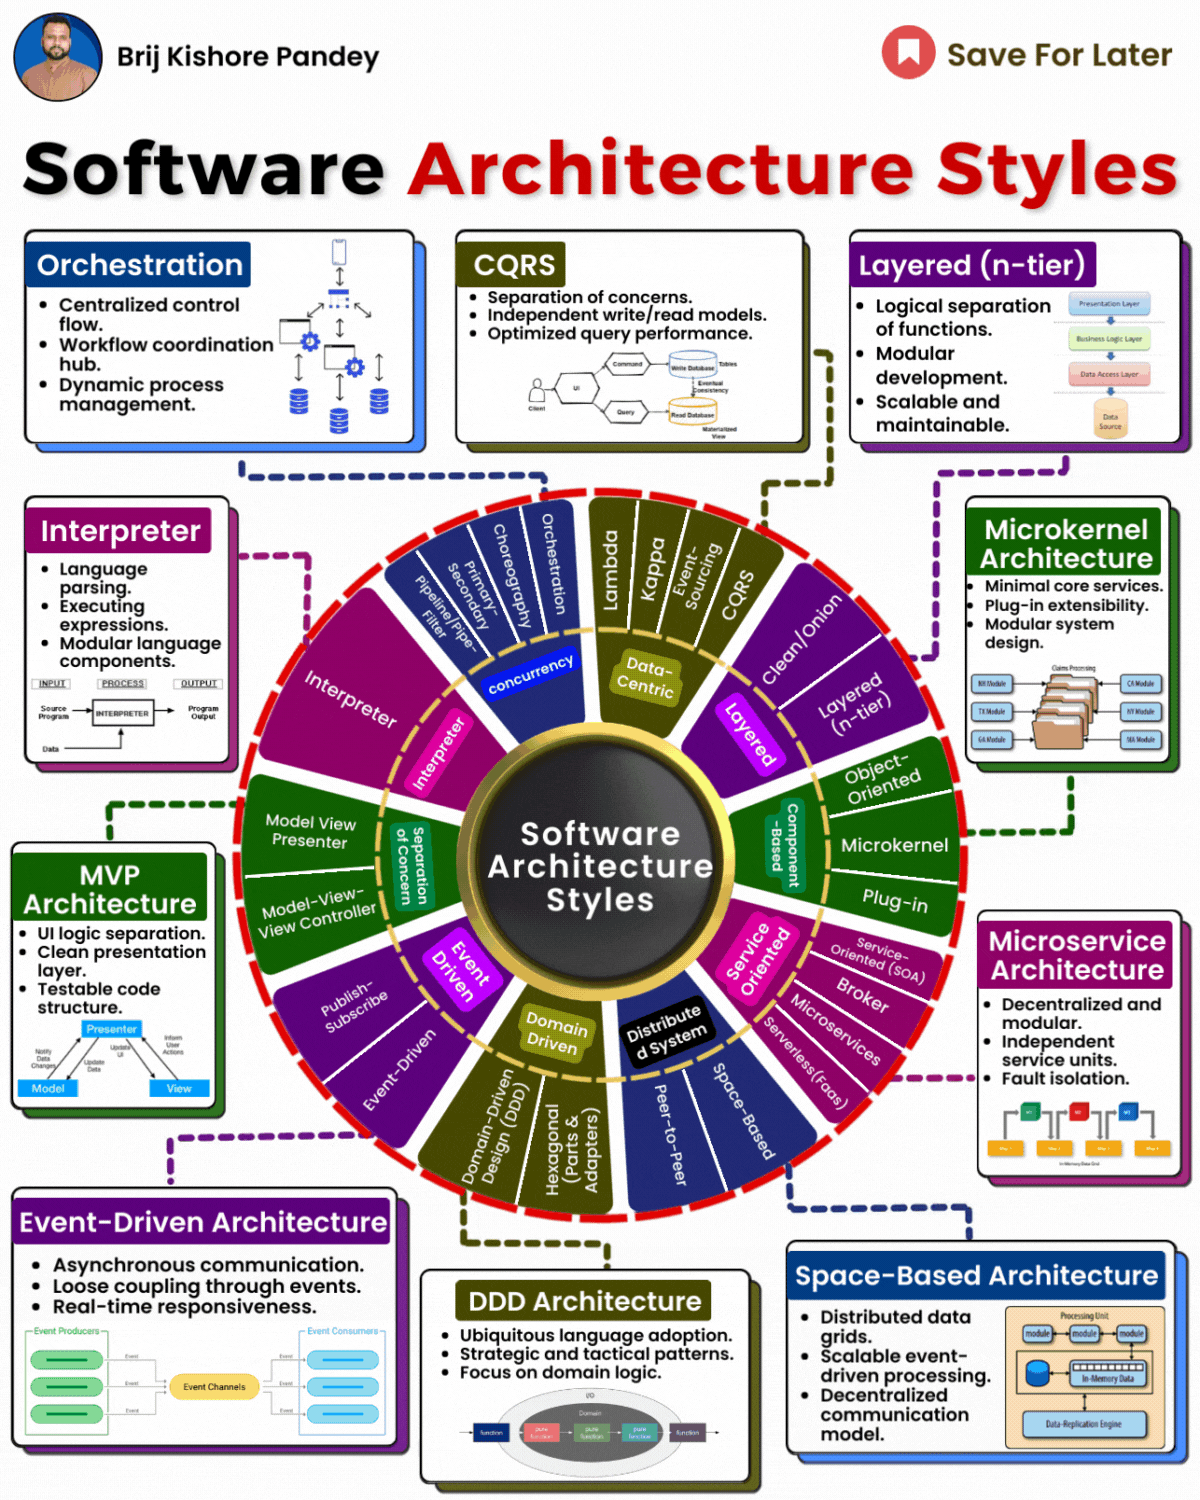 Brij Kishore Pandey
Save For Later
Software Architecture Styles
Orchestration
Centralized control
flow.
Workflow coordination
hub.
Dynamic process
management.
CQRS
Separation of concerns.
Independent write/read models.
Optimized query performance.
Client
UI
Command
Query
Write Database
Tables
Eventual
Consistency
Read Database
Materialized
View
Layered (n-tier)
Logical separation
of functions.
Modular
development.
Scalable and
maintainable.
Presentation Layer
Business Logic Layer
Data Access Layer
Data
Source
Interpreter
Language
parsing.
Executing
expressions.
Modular language
components.
INPUT
PROCESS
OUTPUT
Source
Program
INTERPRETER
Program
Output
Data
Microkernel
Architecture
Minimal core services.
Plug-in extensibility.
Modular system
design.
Claims Processing
NX Module
TX Module
GA Module
CA Module
NY Module
MA Module
Orchestration
Choreography
Primary-
Secondary
Pipeline/Pipe-
Filter
concurrency
Lambda
Kappa
Event-
Sourcing
CQRS
Data-
Centric
Clean/Onion
Layered
(n-tier)
Layered
Object-
Oriented
Microkernel
Plug-in
Component
-Based
Service-
Oriented (SOA)
Broker
Microservices
Serverless(Faas)
Service
Oriented
Space-Based
Peer-to-Peer
Distribute
d System
Hexagonal
(Parts &
Adapters)
Domain-Driven
Design (DDD)
Domain
Driven
Event-Driven
Publish-
Subscribe
Event
Driven
Model-View-
View Controller
Model View
Presenter
Separation
of Concern
Interpreter
Interpreter
Software
Architecture
Styles
MVP
Architecture
UI logic separation.
Clean presentation
layer.
Testable code
structure.
Presenter
Notify
Data
Changes
Update
Data
Update
UI
Inform
User
Actions
Model
View
Microservice
Architecture
Decentralized and
modular.
Independent
service units.
Fault isolation.
In-Memory Data Grid
Event-Driven Architecture
Asynchronous communication.
Loose coupling through events.
Real-time responsiveness.
Event Producers
Event Consumers
Event
Event
Event
Event Channels
Event
Event
Event
DDD Architecture
Ubiquitous language adoption.
Strategic and tactical patterns.
Focus on domain logic.
I/O
Domain
function
pure
function
pure
function
pure
function
function
Space-Based Architecture
Distributed data
grids.
Scalable event-
driven processing.
Decentralized
communication
model.
Processing Unit
module
module
module
In-Memory Data
Data-Replication Engine